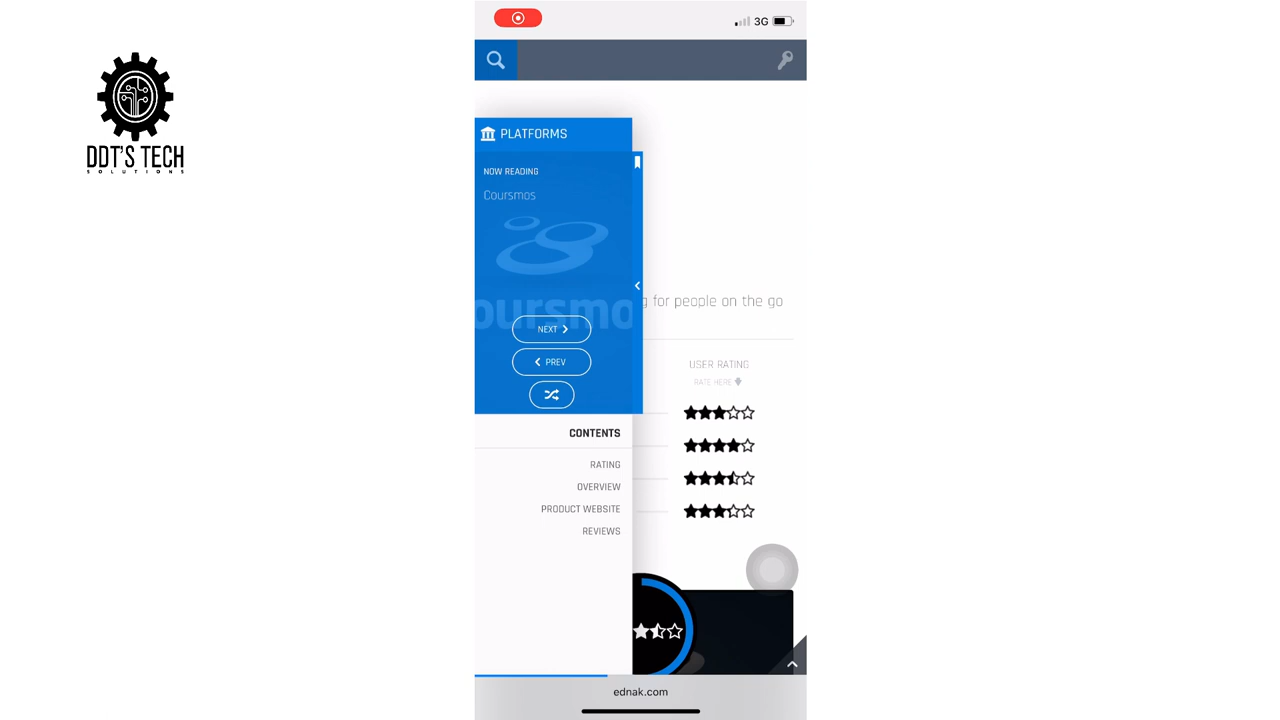 DDT'S TECH
SOLUTIONS
3G
PLATFORMS
NOW READING
Coursmos
oursmo
g for people on the go
NEXT
PREV
USER RATING
RATE HERE
CONTENTS
RATING
OVERVIEW
PRODUCT WEBSITE
REVIEWS
ednak.com